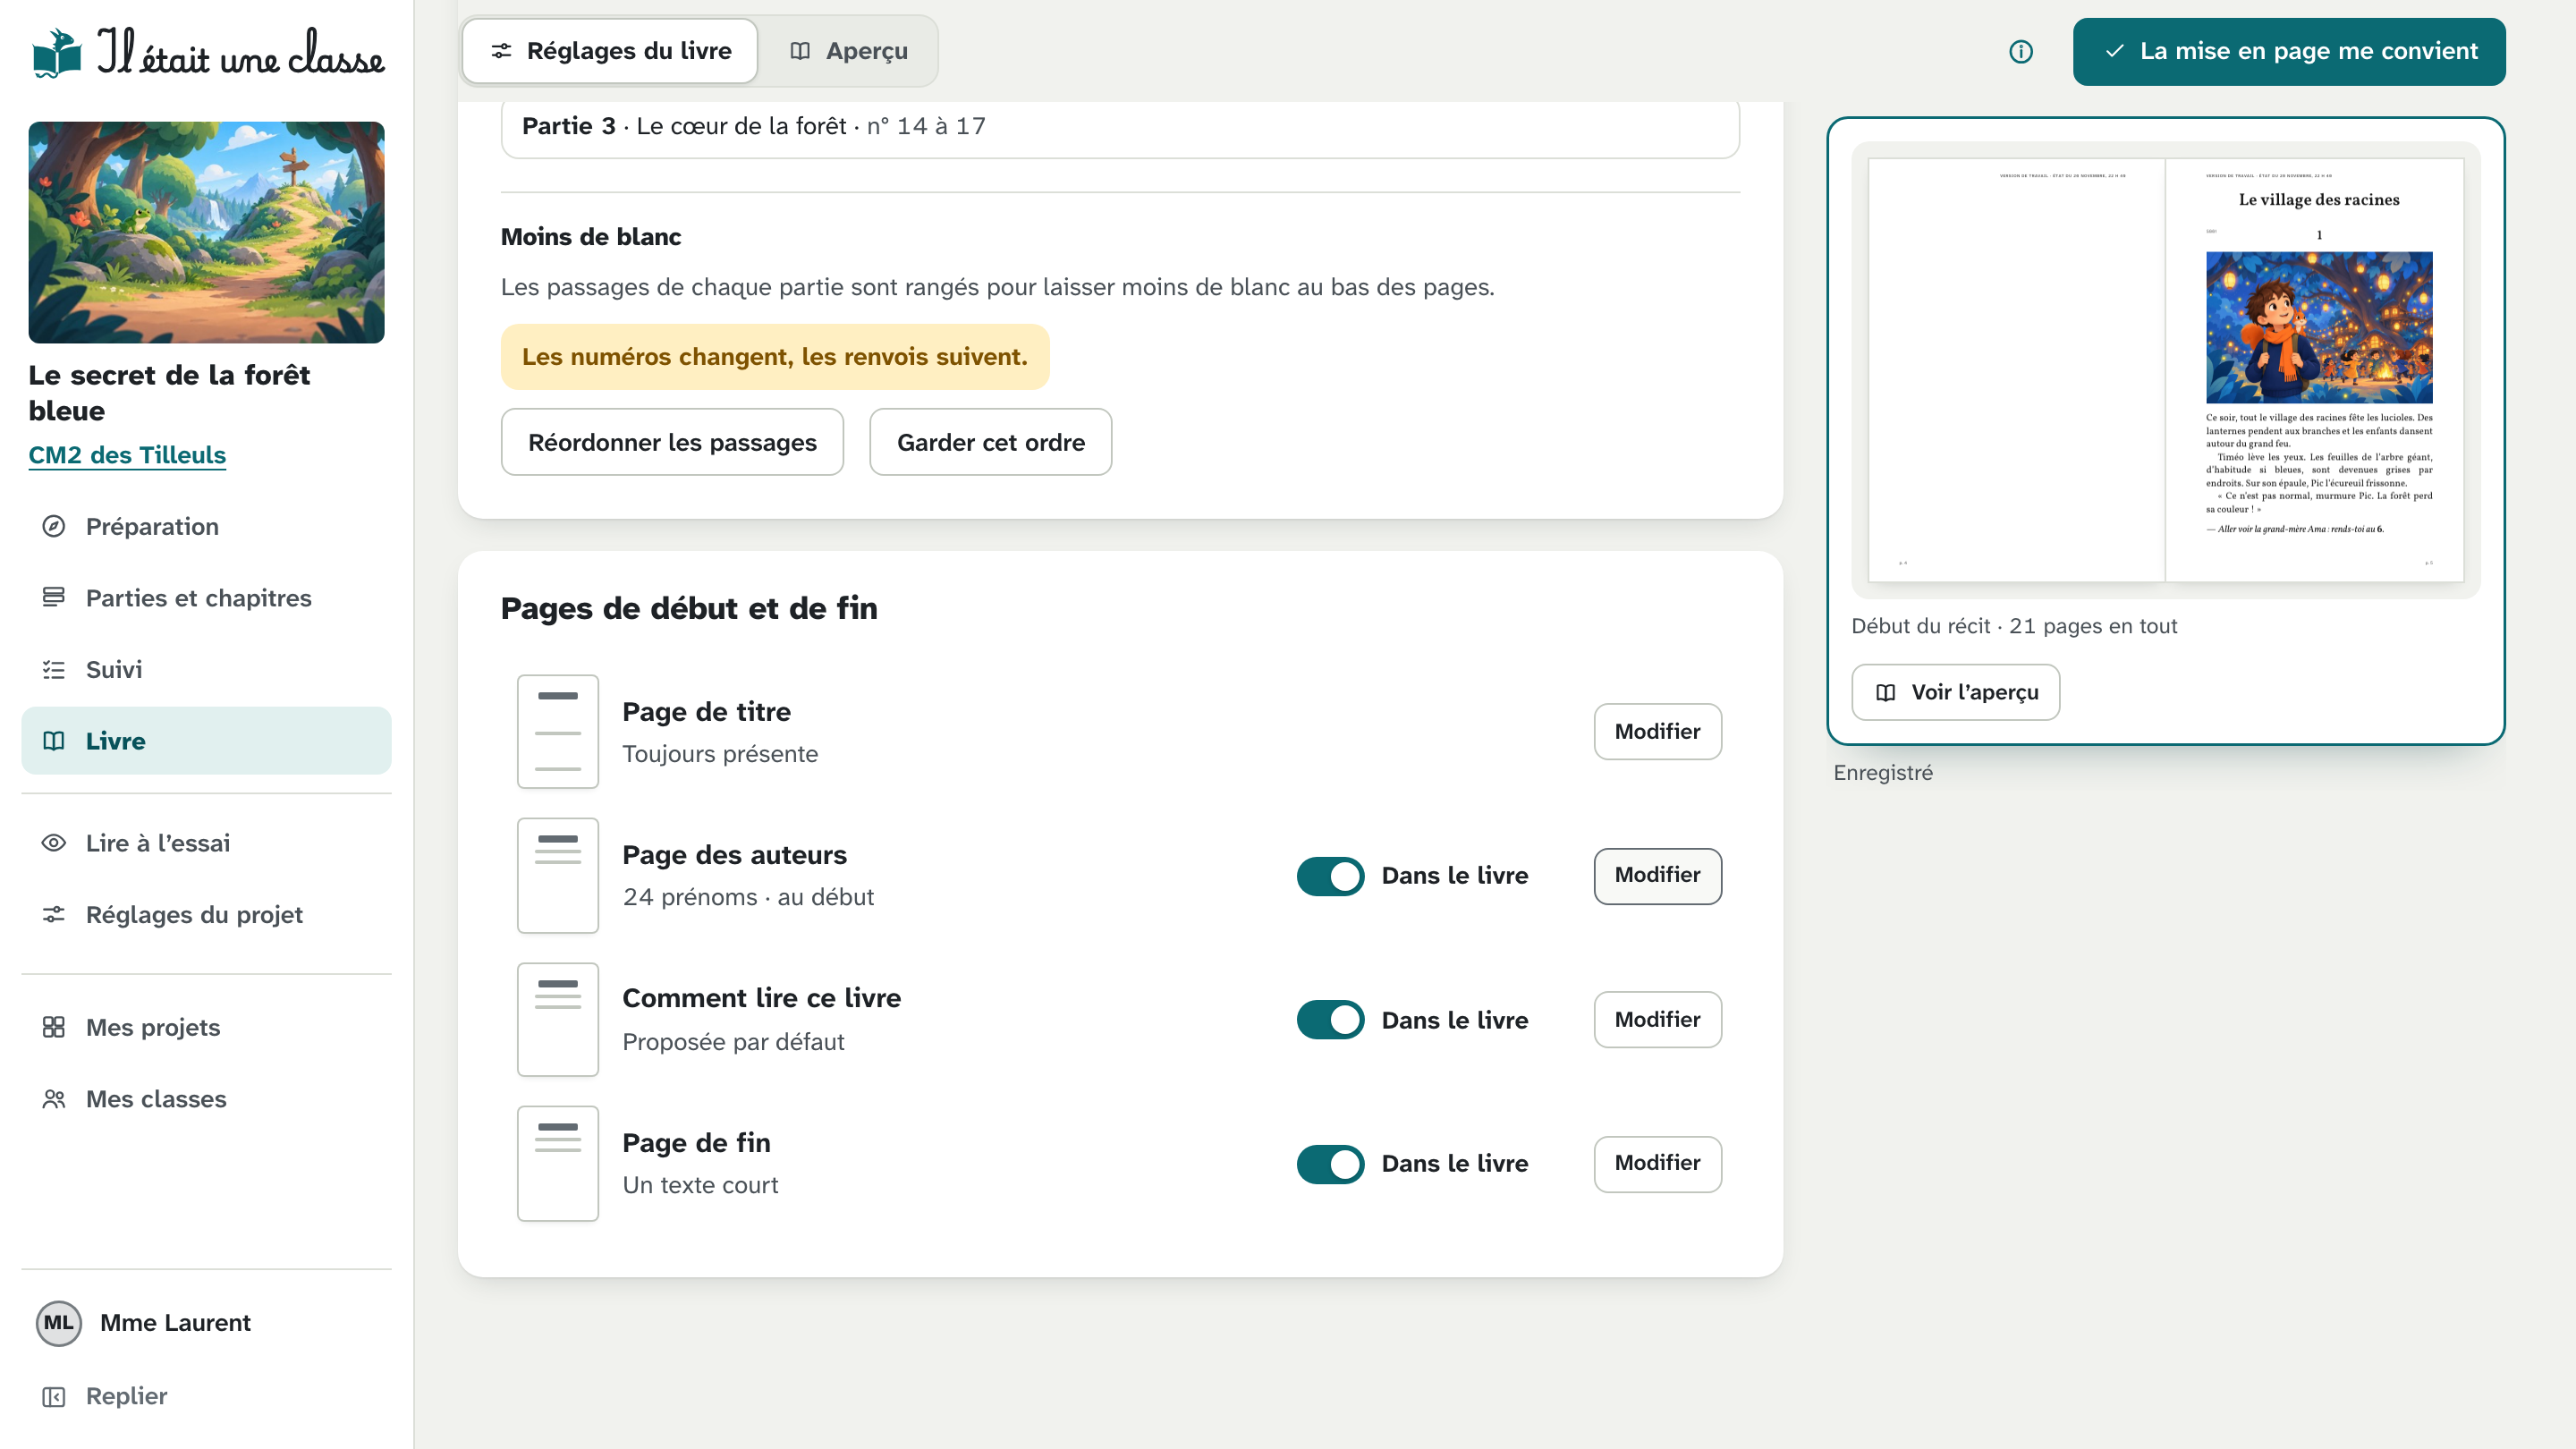 Il était une classe
Le secret de la forêt
bleue
CM2 des Tilleuls
Préparation
Parties et chapitres
Suivi
Livre
Lire à l’essai
Réglages du projet
Mes projets
Mes classes
ML
Mme Laurent
Replier
Réglages du livre
Aperçu
La mise en page me convient
Partie 3 · Le cœur de la forêt · n° 14 à 17
Moins de blanc
Les passages de chaque partie sont rangés pour laisser moins de blanc au bas des pages.
Les numéros changent, les renvois suivent.
Réordonner les passages
Garder cet ordre
Pages de début et de fin
Page de titre
Toujours présente
Modifier
Page des auteurs
24 prénoms · au début
Dans le livre
Modifier
Comment lire ce livre
Proposée par défaut
Dans le livre
Modifier
Page de fin
Un texte court
Dans le livre
Modifier
Le village des racines
1
Ce soir, tout le village des racines fête les lucioles. Des
lanternes pendent aux branches et les enfants dansent
autour du grand feu.
Timéo lève les yeux. Les feuilles de l’arbre géant,
d’habitude si bleues, sont devenues grises par
endroits. Sur son épaule, Pic l’écureuil frissonne.
« Ce n’est pas normal, murmure Pic. La forêt perd
sa couleur ! »
— Aller voir la grand-mère Ama : rends-toi au 6.
Début du récit · 21 pages en tout
Voir l’aperçu
Enregistré